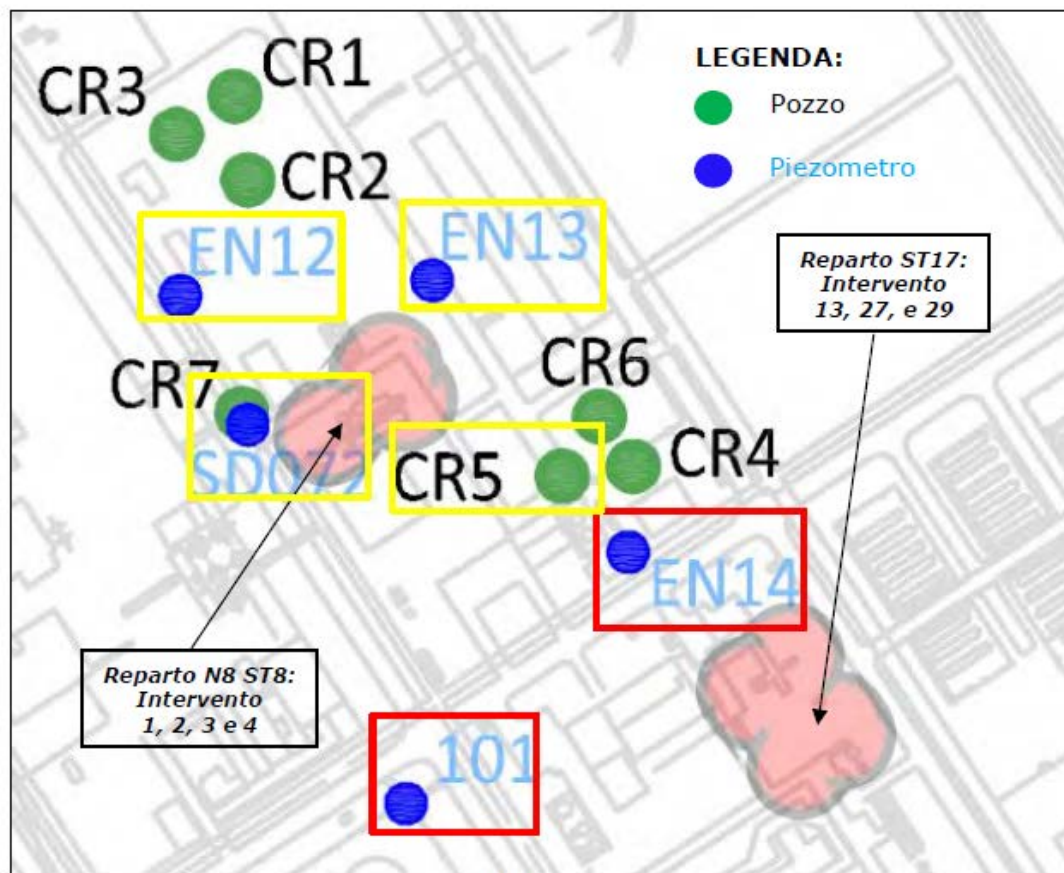 CR1
CR3
CR2
LEGENDA:
Pozzo
Piezometro
EN12
EN13
Reparto ST17:
Intervento
13, 27, e 29
CR7
CR6
SD077
CR5
CR4
EN14
Reparto N8 ST8:
Intervento
1, 2, 3 e 4
101